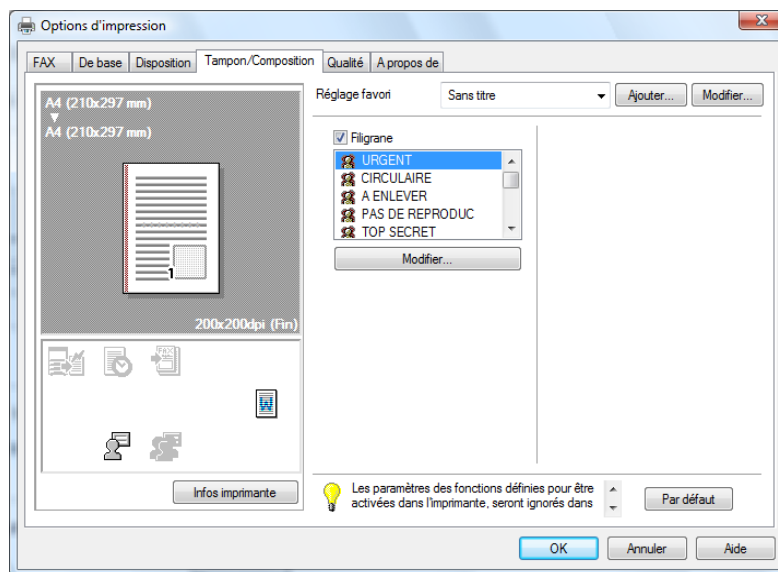 Options d'impression
FAX De base Disposition Tampon/Composition Qualité A propos de
A4 (210x297 mm)
A4 (210x297 mm)
1
200x200dpi (Fin)
FAX
W
Infos imprimante
Réglage favori Sans titre Ajouter... Modifier...
Filigrane
URGENT
CIRCULAIRE
A ENLEVER
PAS DE REPRODUC
TOP SECRET
Modifier...
Les paramètres des fonctions définies pour être
activées dans l'imprimante, seront ignorés dans
Par défaut
OK Annuler Aide